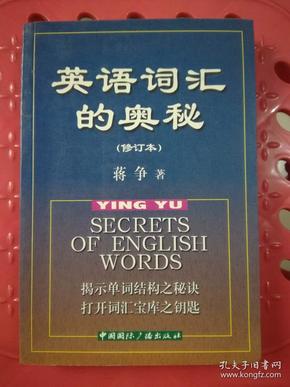 英语词汇
的奥秘
(修订本)
蒋争 著
YING YU
SECRETS
OF ENGLISH
WORDS
揭示单词结构之秘诀
打开词汇宝库之钥匙
中国国际广播出版社
孔夫子旧书网